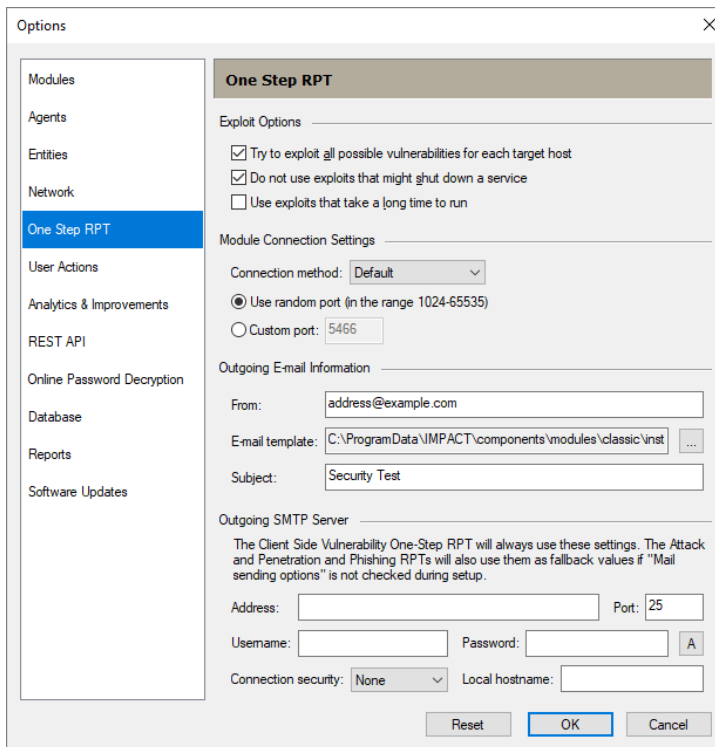 Options
Modules
Agents
Entities
Network
One Step RPT
User Actions
Analytics & Improvements
REST API
Online Password Decryption
Database
Reports
Software Updates
One Step RPT
Exploit Options
Try to exploit all possible vulnerabilities for each target host
Do not use exploits that might shut down a service
Use exploits that take a long time to run
Module Connection Settings
Connection method: Default
Use random port (in the range 1024-65535)
Custom port: 5466
Outgoing E-mail Information
From: address@example.com
E-mail template: C:\ProgramData\IMPACT\components\modules\classic\inst ...
Subject: Security Test
Outgoing SMTP Server
The Client Side Vulnerability One-Step RPT will always use these settings. The Attack
and Penetration and Phishing RPTs will also use them as fallback values if "Mail
sending options" is not checked during setup.
Address: Port: 25
Username: Password: A
Connection security: None Local hostname:
Reset OK Cancel